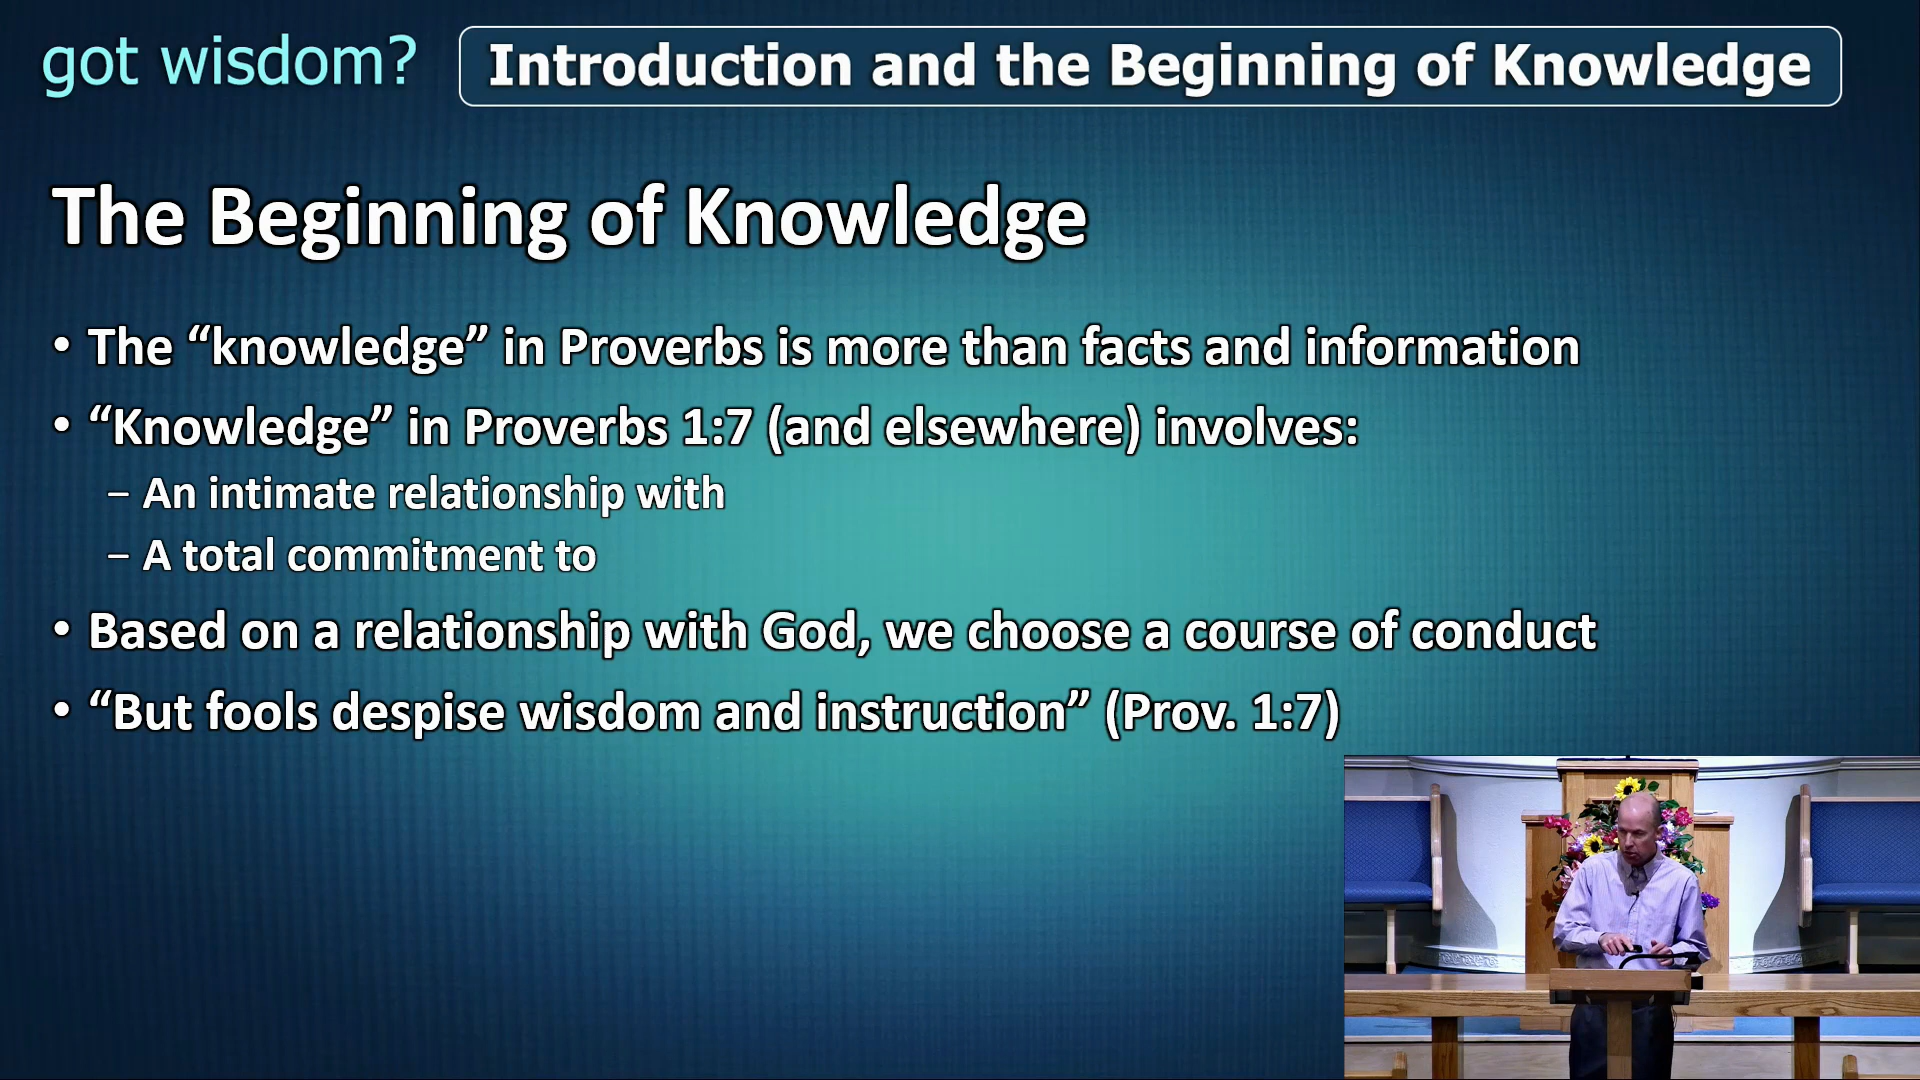 got wisdom?
Introduction and the Beginning of Knowledge
The Beginning of Knowledge
• The “knowledge” in Proverbs is more than facts and information
• “Knowledge” in Proverbs 1:7 (and elsewhere) involves:
– An intimate relationship with
– A total commitment to
• Based on a relationship with God, we choose a course of conduct
• “But fools despise wisdom and instruction” (Prov. 1:7)